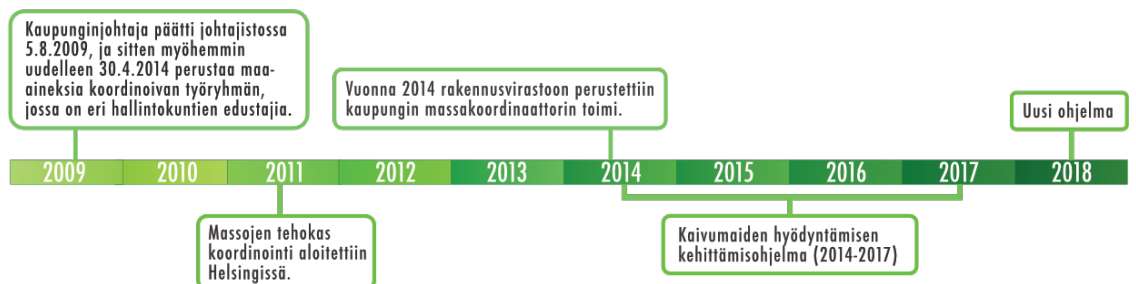 Kaupunginjohtaja päätti johtajistossa
5.8.2009, ja sitten myöhemmin
uudelleen 30.4.2014 perustaa maa-
aineksia koordinoivan työryhmän,
jossa on eri hallintokuntien edustajia.
Vuonna 2014 rakennusvirastoon perustettiin
kaupungin massakoordinaattorin toimi.
Uusi ohjelma
2009 2010 2011 2012 2013 2014 2015 2016 2017 2018
Massojen tehokas
koordinointi aloitettiin
Helsingissä.
Kaivumaiden hyödyntämisen
kehittämisohjelma (2014-2017)